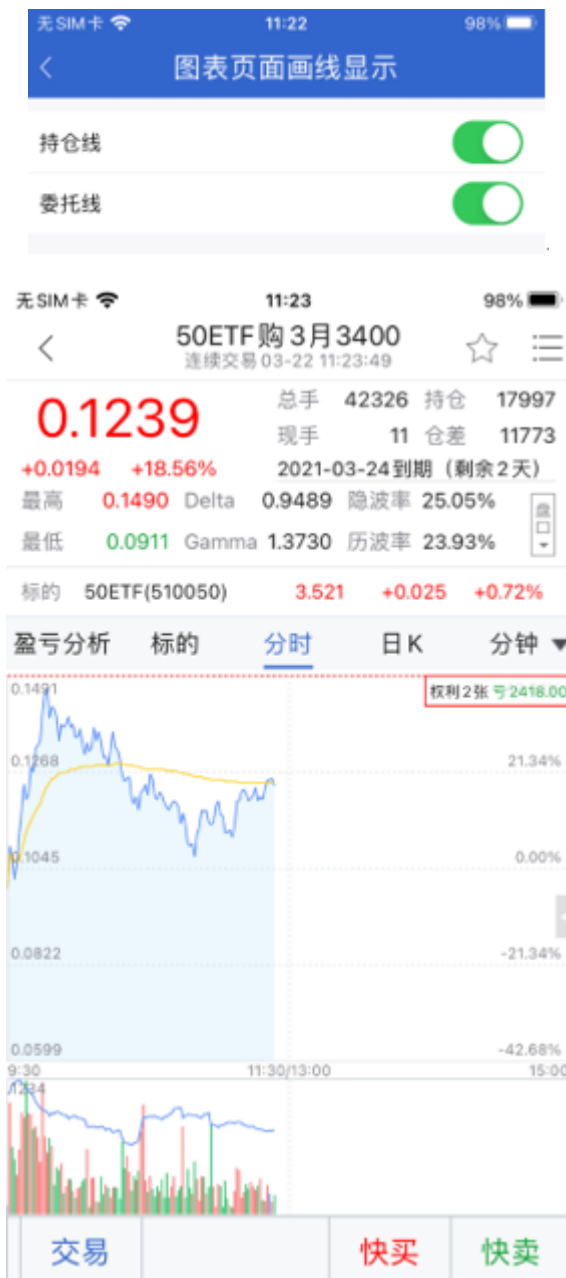 无SIM卡 11:22 98%
图表页面画线显示
持仓线
委托线
无SIM卡 11:23 98%
50ETF购3月3400
连续交易 03-22 11:23:49
0.1239 总手 42326 持仓 17997
现手 11 仓差 11773
+0.0194 +18.56% 2021-03-24到期（剩余2天）
最高 0.1490 Delta 0.9489 隐波率 25.05%
最低 0.0911 Gamma 1.3730 历波率 23.93%
盘口
标的 50ETF(510050) 3.521 +0.025 +0.72%
盈亏分析 标的 分时 日K 分钟
0.1491 权利2张 亏2418.00
0.1268 21.34%
0.1045 0.00%
0.0822 -21.34%
0.0599 -42.68%
9:30 11:30/13:00 15:00
1234
交易 快买 快卖